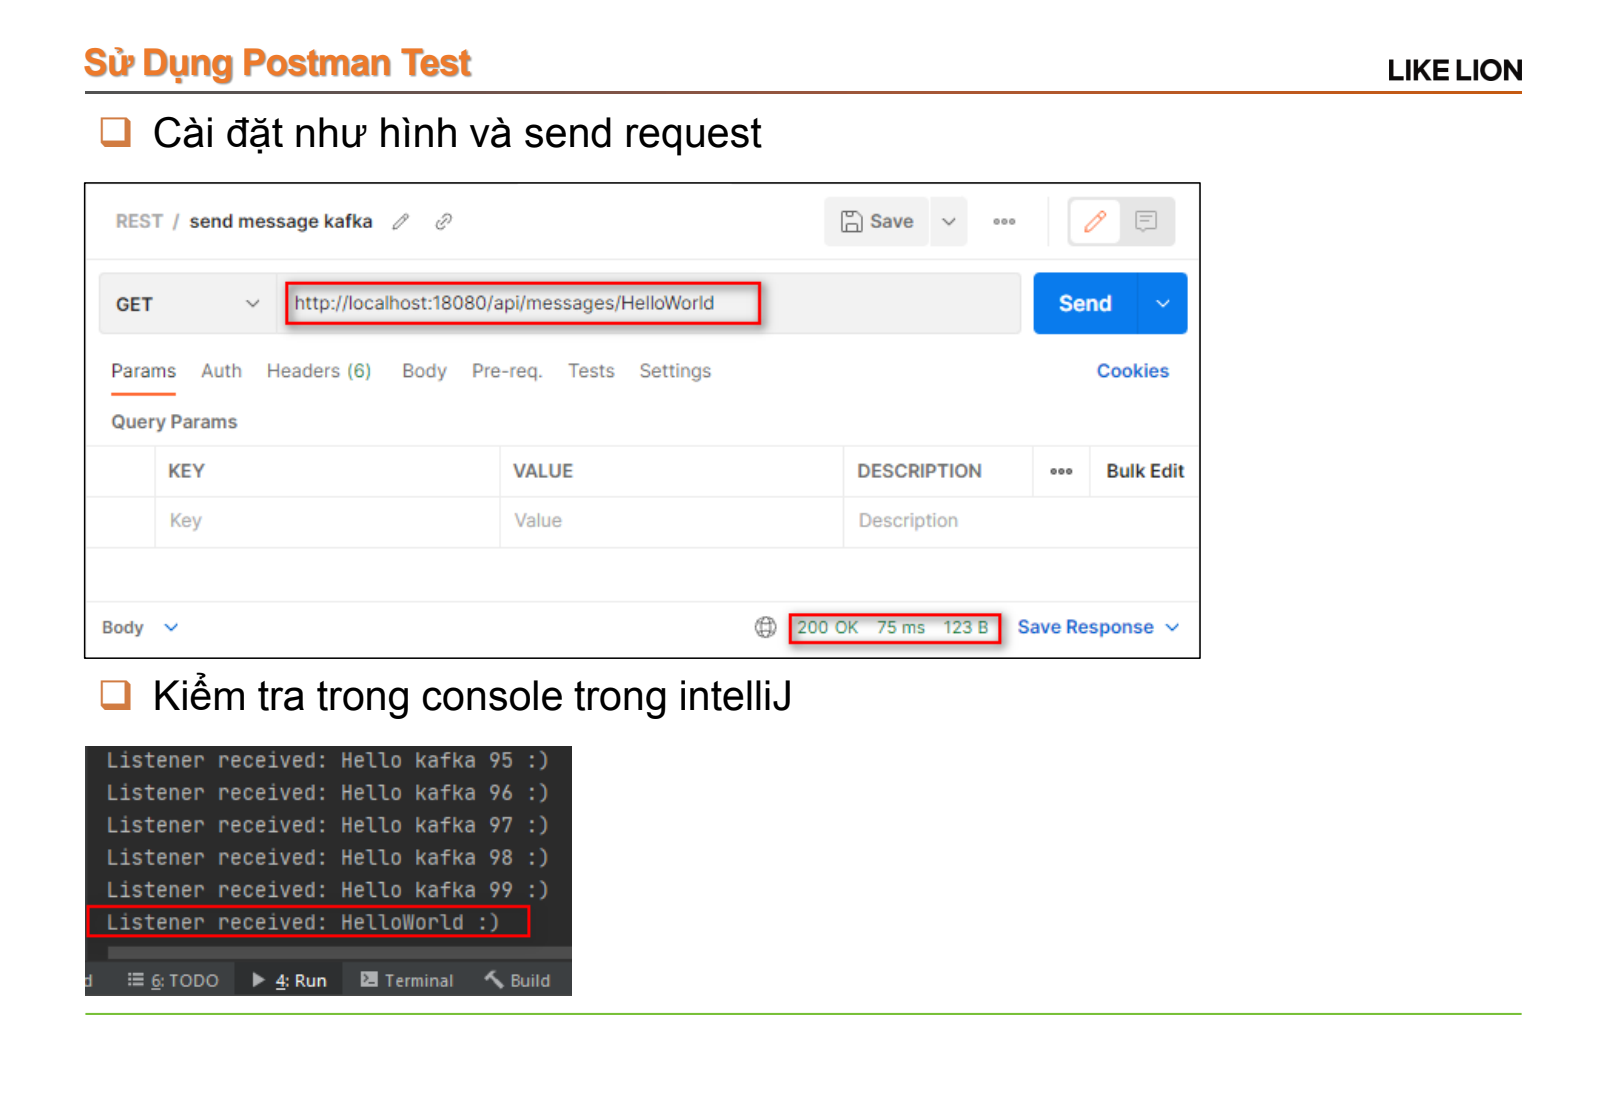 Sử Dụng Postman Test
LIKE LION
Cài đặt như hình và send request
REST / send message kafka
Save
GET
http://localhost:18080/api/messages/HelloWorld
Send
Params Auth Headers (6) Body Pre-req. Tests Settings Cookies
Query Params
KEY VALUE DESCRIPTION Bulk Edit
Key Value Description
Body 200 OK 75 ms 123 B Save Response
Kiểm tra trong console trong intelliJ
Listener received: Hello kafka 95 :)
Listener received: Hello kafka 96 :)
Listener received: Hello kafka 97 :)
Listener received: Hello kafka 98 :)
Listener received: Hello kafka 99 :)
Listener received: HelloWorld :)
d 6: TODO 4: Run Terminal Build